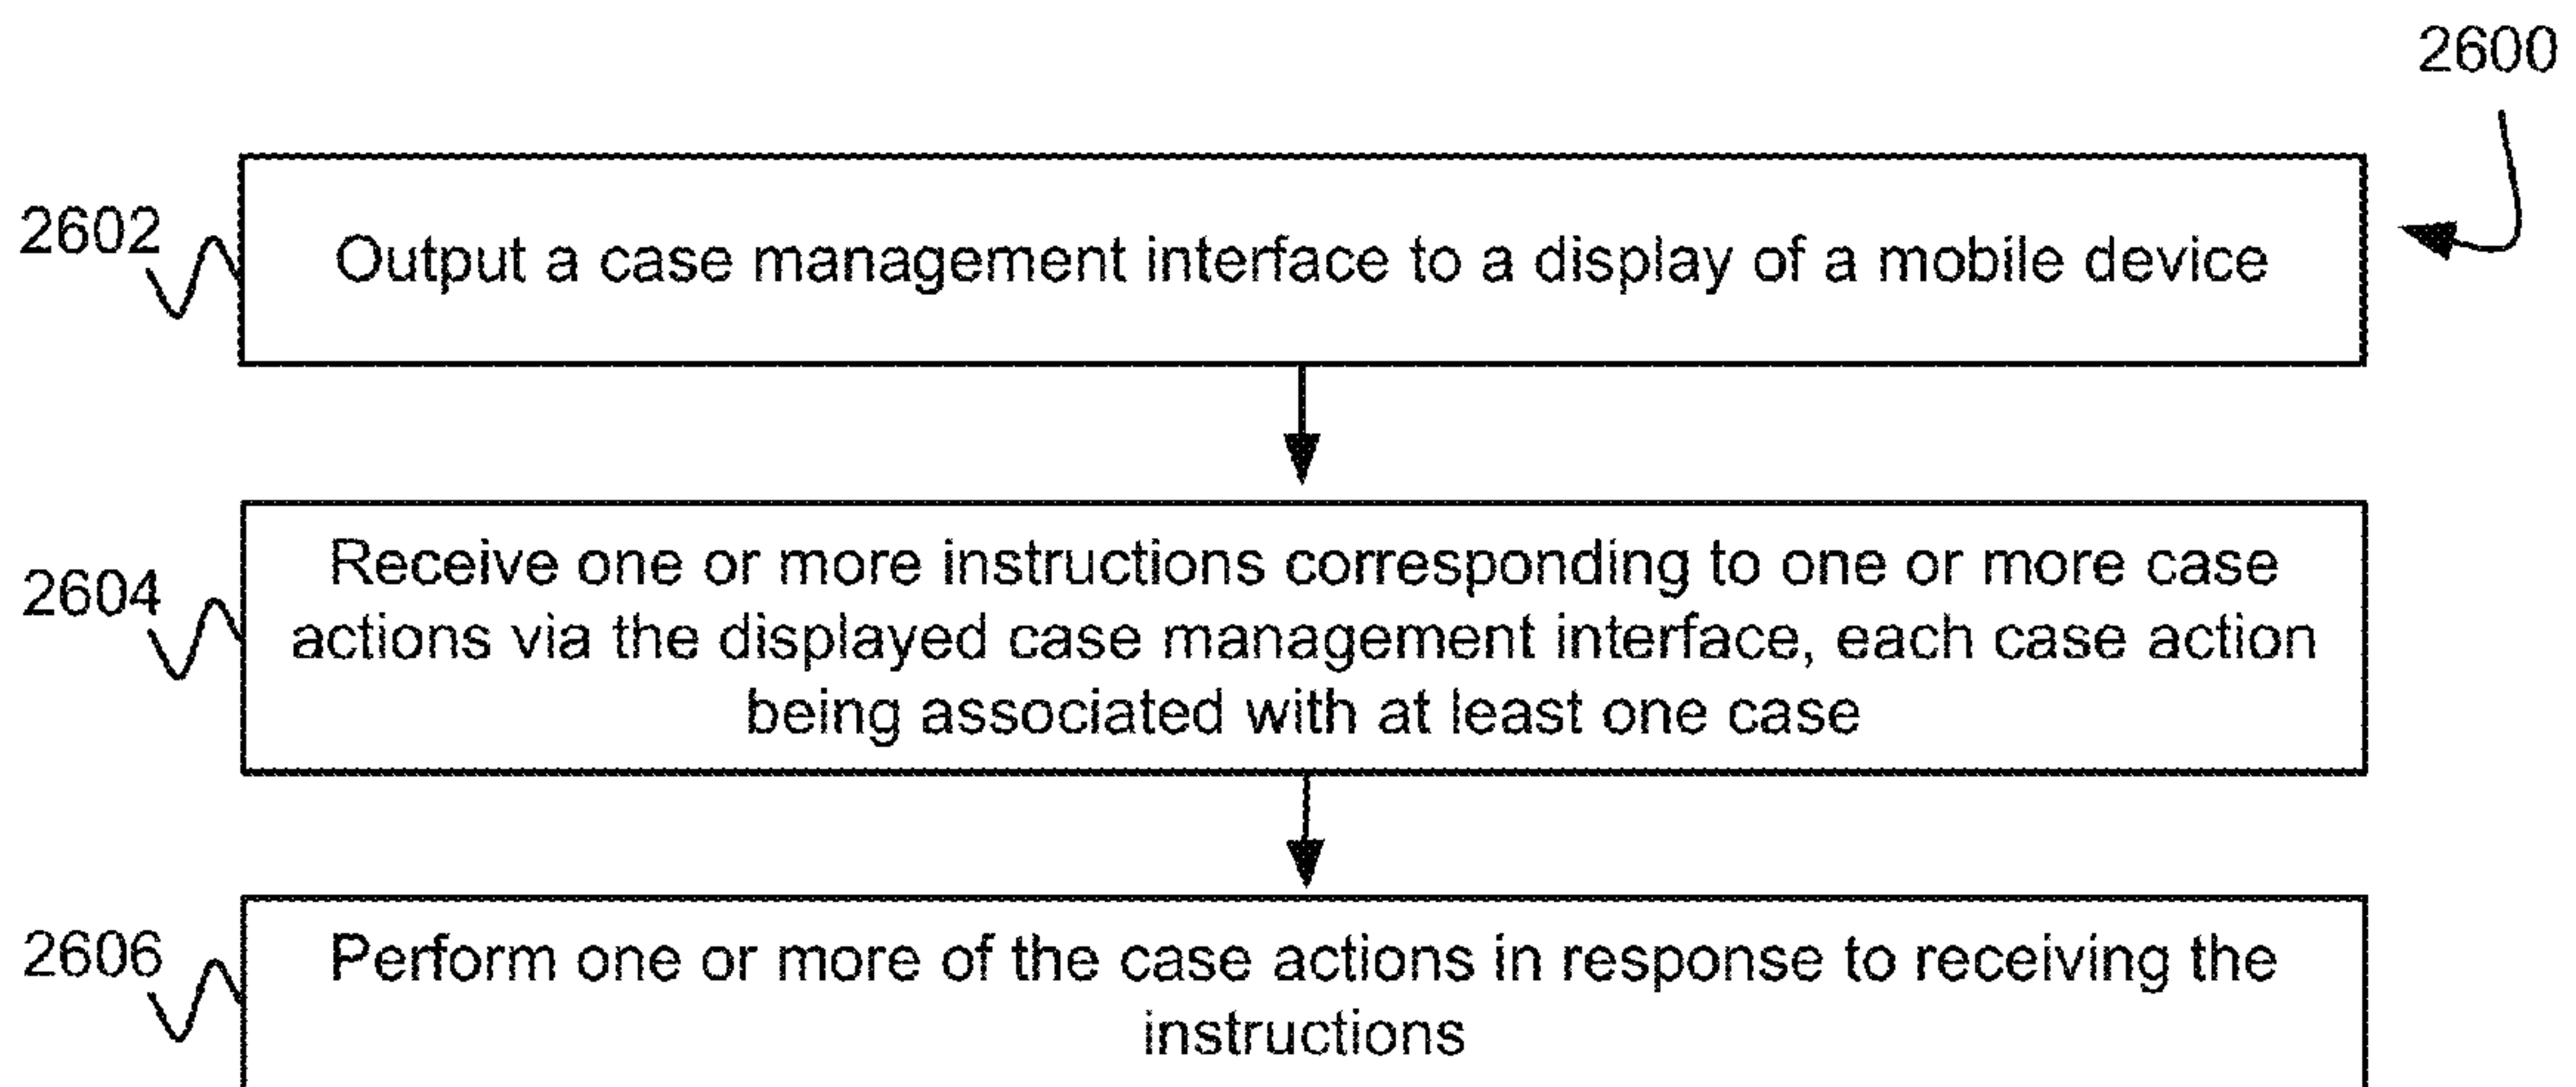 2600
2602
Output a case management interface to a display of a mobile device
2604
Receive one or more instructions corresponding to one or more case
actions via the displayed case management interface, each case action
being associated with at least one case
2606
Perform one or more of the case actions in response to receiving the
instructions